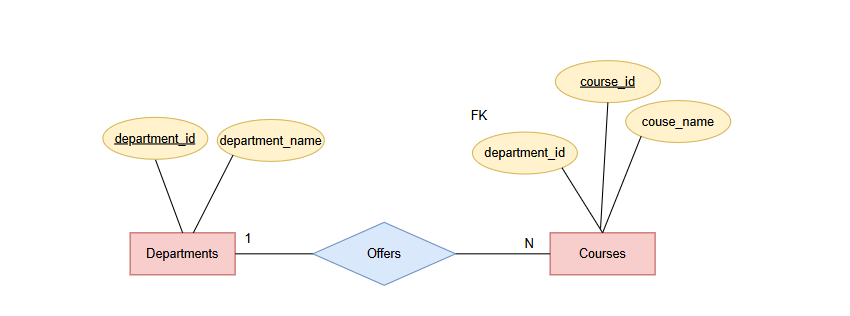 course_id
FK
couse_name
department_id
department_name
department_id
Departments
1
Offers
N
Courses